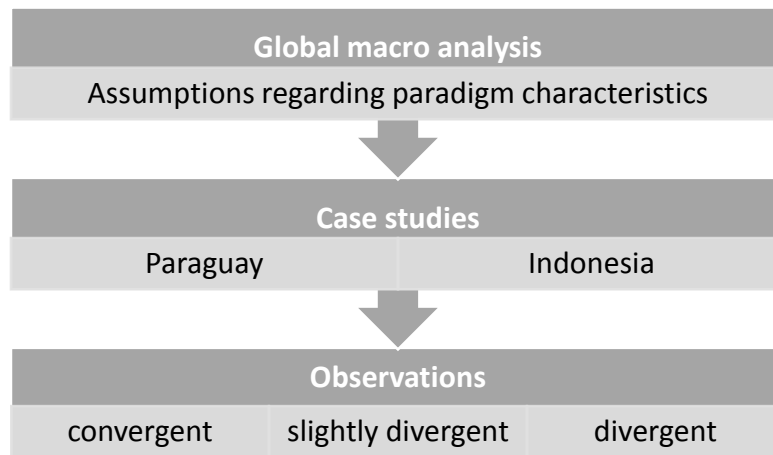 Global macro analysis
Assumptions regarding paradigm characteristics
Case studies
Paraguay Indonesia
Observations
convergent slightly divergent divergent